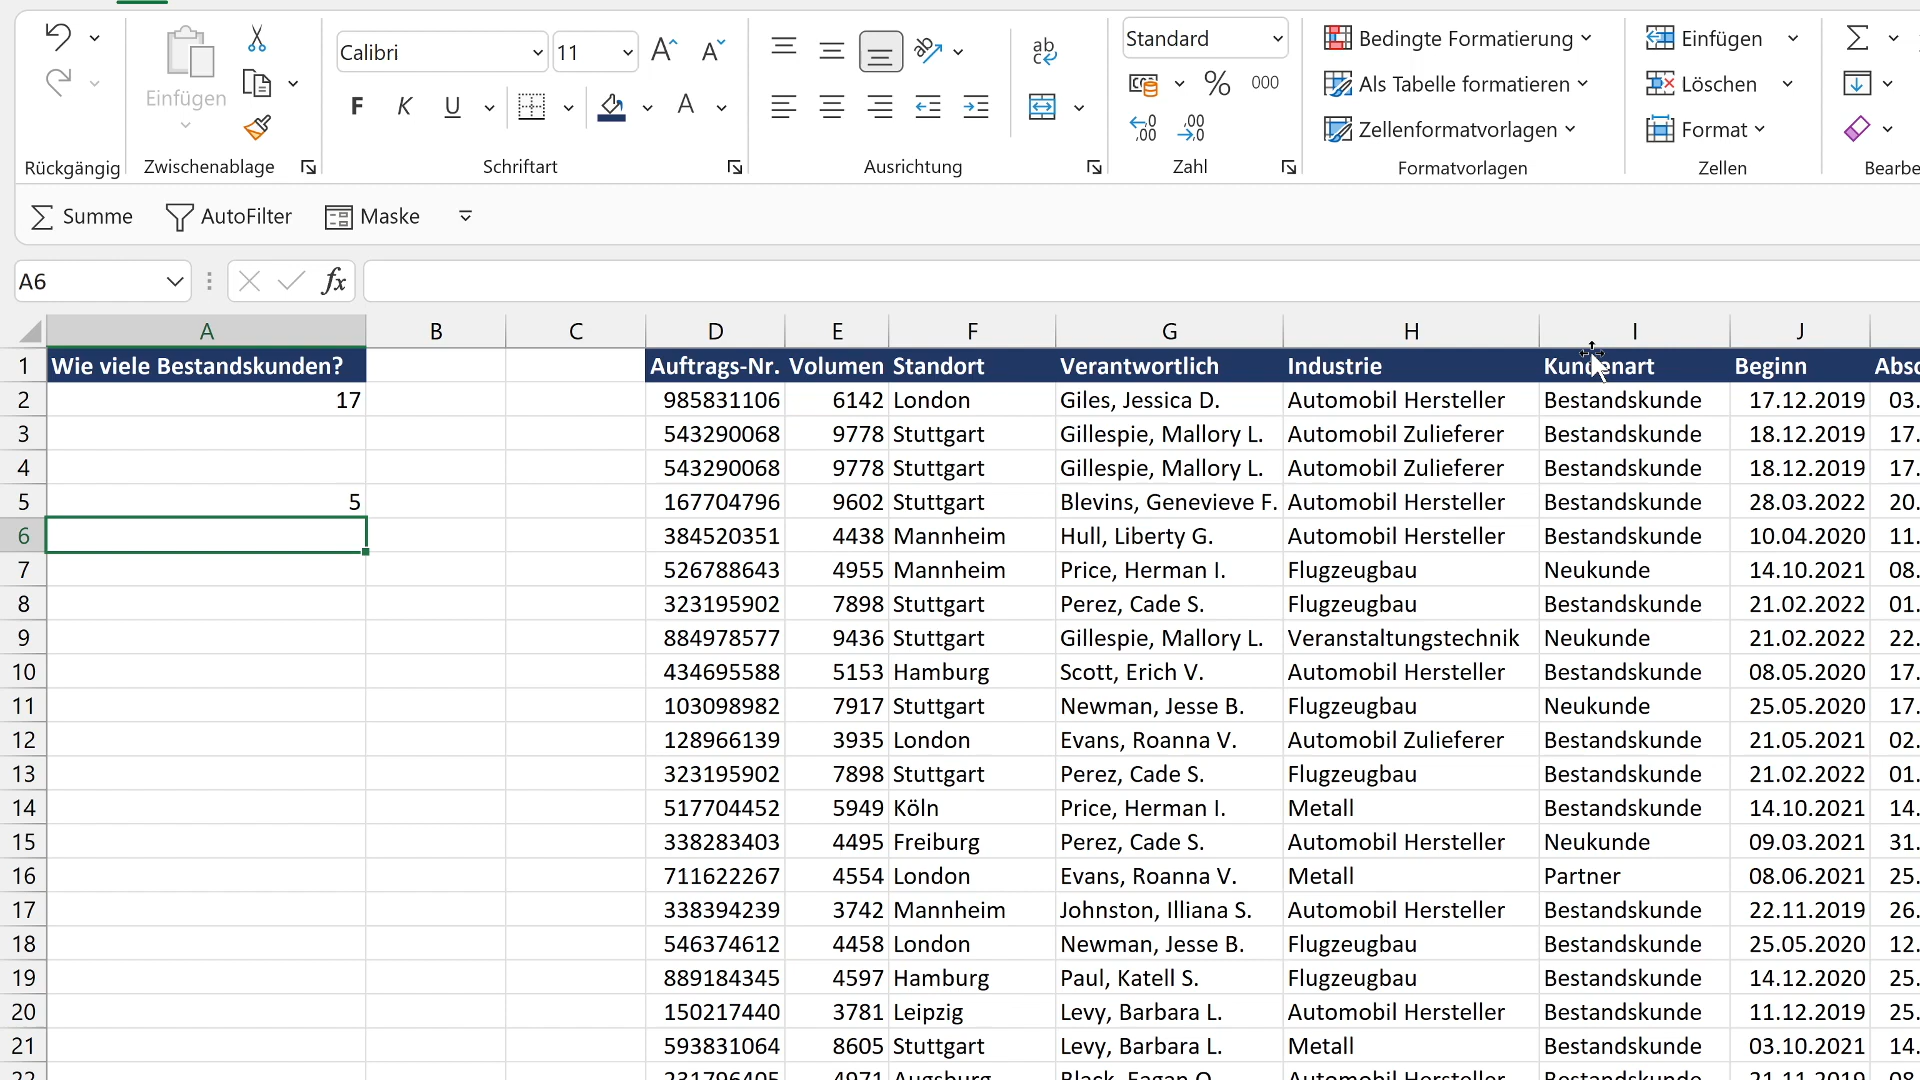 Einfügen
Rückgängig
Zwischenablage
Calibri
11
F K U
Schriftart
ab
Ausrichtung
Standard
% 000
Zahl
Bedingte Formatierung
Als Tabelle formatieren
Zellenformatvorlagen
Formatvorlagen
Einfügen
Löschen
Format
Zellen
Σ Summe AutoFilter Maske
A6 fx
A B C D E F G H I J
1 Wie viele Bestandskunden? Auftrags-Nr. Volumen Standort Verantwortlich Industrie Kundenart Beginn
2 17 985831106 6142 London Giles, Jessica D. Automobil Hersteller Bestandskunde 17.12.2019 03.
3 543290068 9778 Stuttgart Gillespie, Mallory L. Automobil Zulieferer Bestandskunde 18.12.2019 17.
4 543290068 9778 Stuttgart Gillespie, Mallory L. Automobil Zulieferer Bestandskunde 18.12.2019 17.
5 5 167704796 9602 Stuttgart Blevins, Genevieve F. Automobil Hersteller Bestandskunde 28.03.2022 20.
6 384520351 4438 Mannheim Hull, Liberty G. Automobil Hersteller Bestandskunde 10.04.2020 11.
7 526788643 4955 Mannheim Price, Herman I. Flugzeugbau Neukunde 14.10.2021 08.
8 323195902 7898 Stuttgart Perez, Cade S. Flugzeugbau Bestandskunde 21.02.2022 01.
9 884978577 9436 Stuttgart Gillespie, Mallory L. Veranstaltungstechnik Neukunde 21.02.2022 22.
10 434695588 5153 Hamburg Scott, Erich V. Automobil Hersteller Bestandskunde 08.05.2020 17.
11 103098982 7917 Stuttgart Newman, Jesse B. Flugzeugbau Neukunde 25.05.2020 17.
12 128966139 3935 London Evans, Roanna V. Automobil Zulieferer Bestandskunde 21.05.2021 02.
13 323195902 7898 Stuttgart Perez, Cade S. Flugzeugbau Bestandskunde 21.02.2022 01.
14 517704452 5949 Köln Price, Herman I. Metall Bestandskunde 14.10.2021 14.
15 338283403 4495 Freiburg Perez, Cade S. Automobil Hersteller Neukunde 09.03.2021 31.
16 711622267 4554 London Evans, Roanna V. Metall Partner 08.06.2021 25.
17 338394239 3742 Mannheim Johnston, Illiana S. Automobil Hersteller Bestandskunde 22.11.2019 26.
18 546374612 4458 London Newman, Jesse B. Flugzeugbau Bestandskunde 25.05.2020 12.
19 889184345 4597 Hamburg Paul, Katell S. Flugzeugbau Bestandskunde 14.12.2020 25.
20 150217440 3781 Leipzig Levy, Barbara L. Automobil Hersteller Bestandskunde 11.12.2019 25.
21 593831064 8605 Stuttgart Levy, Barbara L. Metall Bestandskunde 03.10.2021 14.